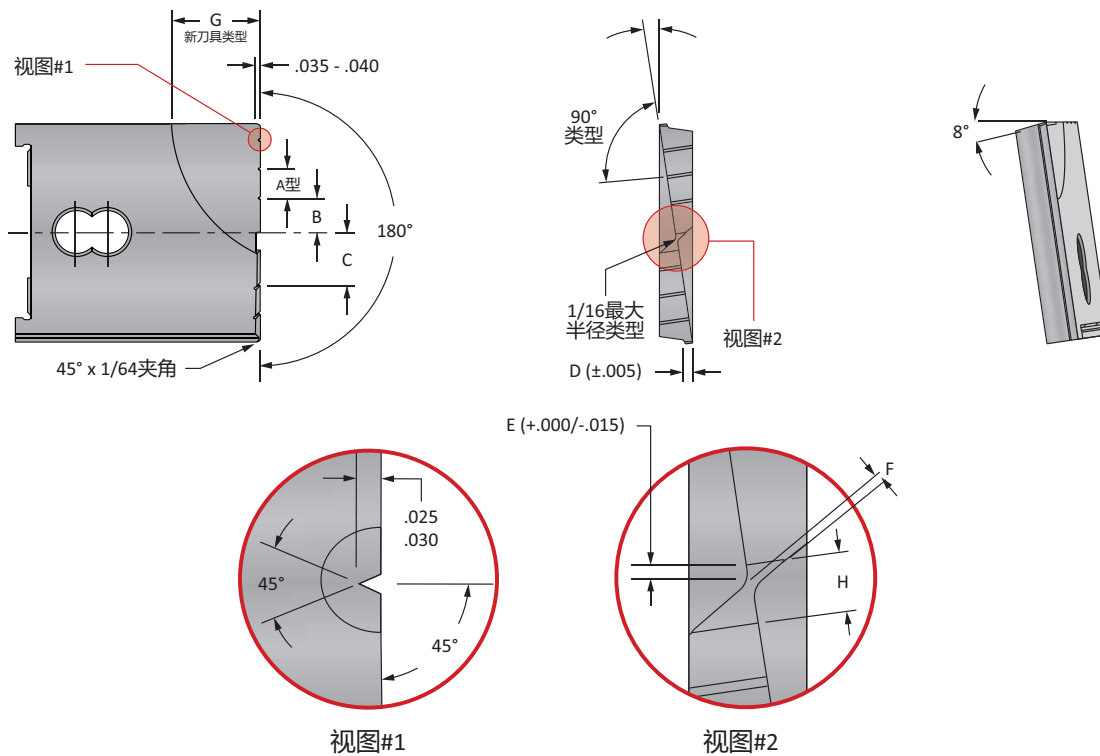 G
新刀具类型
视图#1
.035 - .040
A型
B
180°
C
45° x 1/64夹角
90°
类型
1/16最大
半径类型
视图#2
D (±.005)
8°
E (+.000/-.015)
.025
.030
45°
45°
视图#1
F
H
视图#2